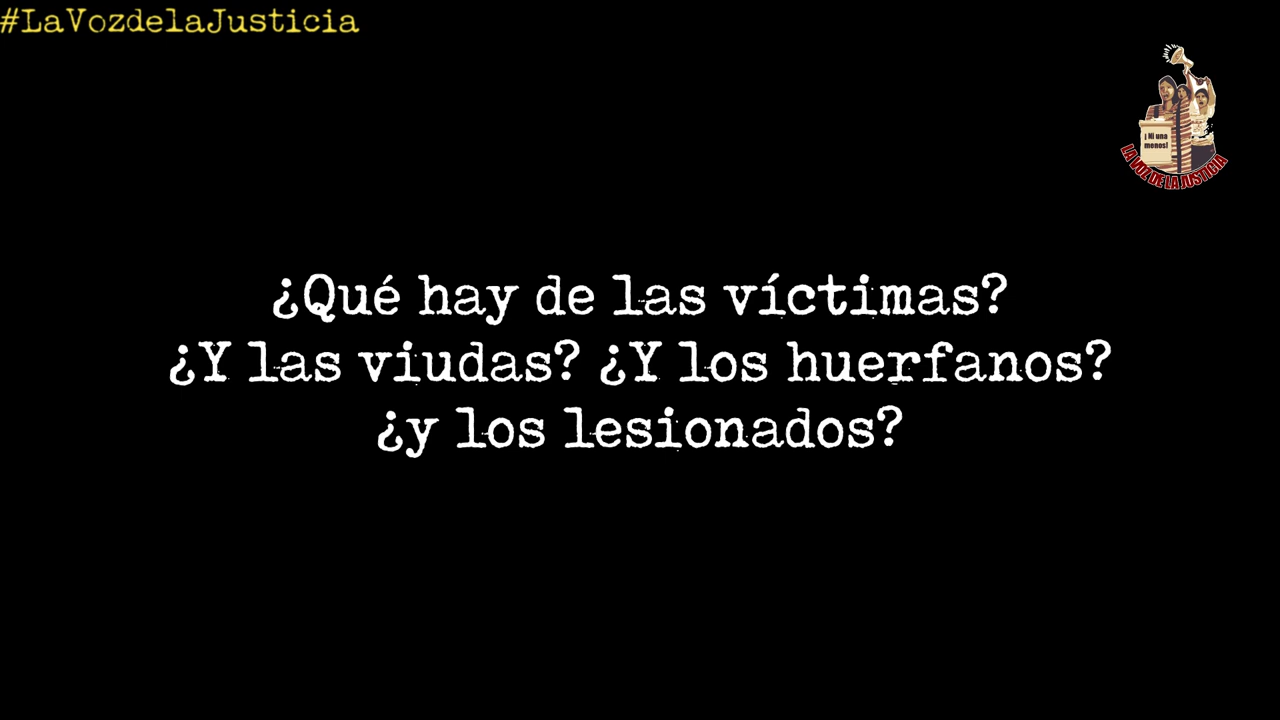 #LaVozdelaJusticia
¡Ni una
menos!
LA VOZ DE LA JUSTICIA
¿Qué hay de las víctimas?
¿Y las viudas? ¿Y los huerfanos?
¿y los lesionados?